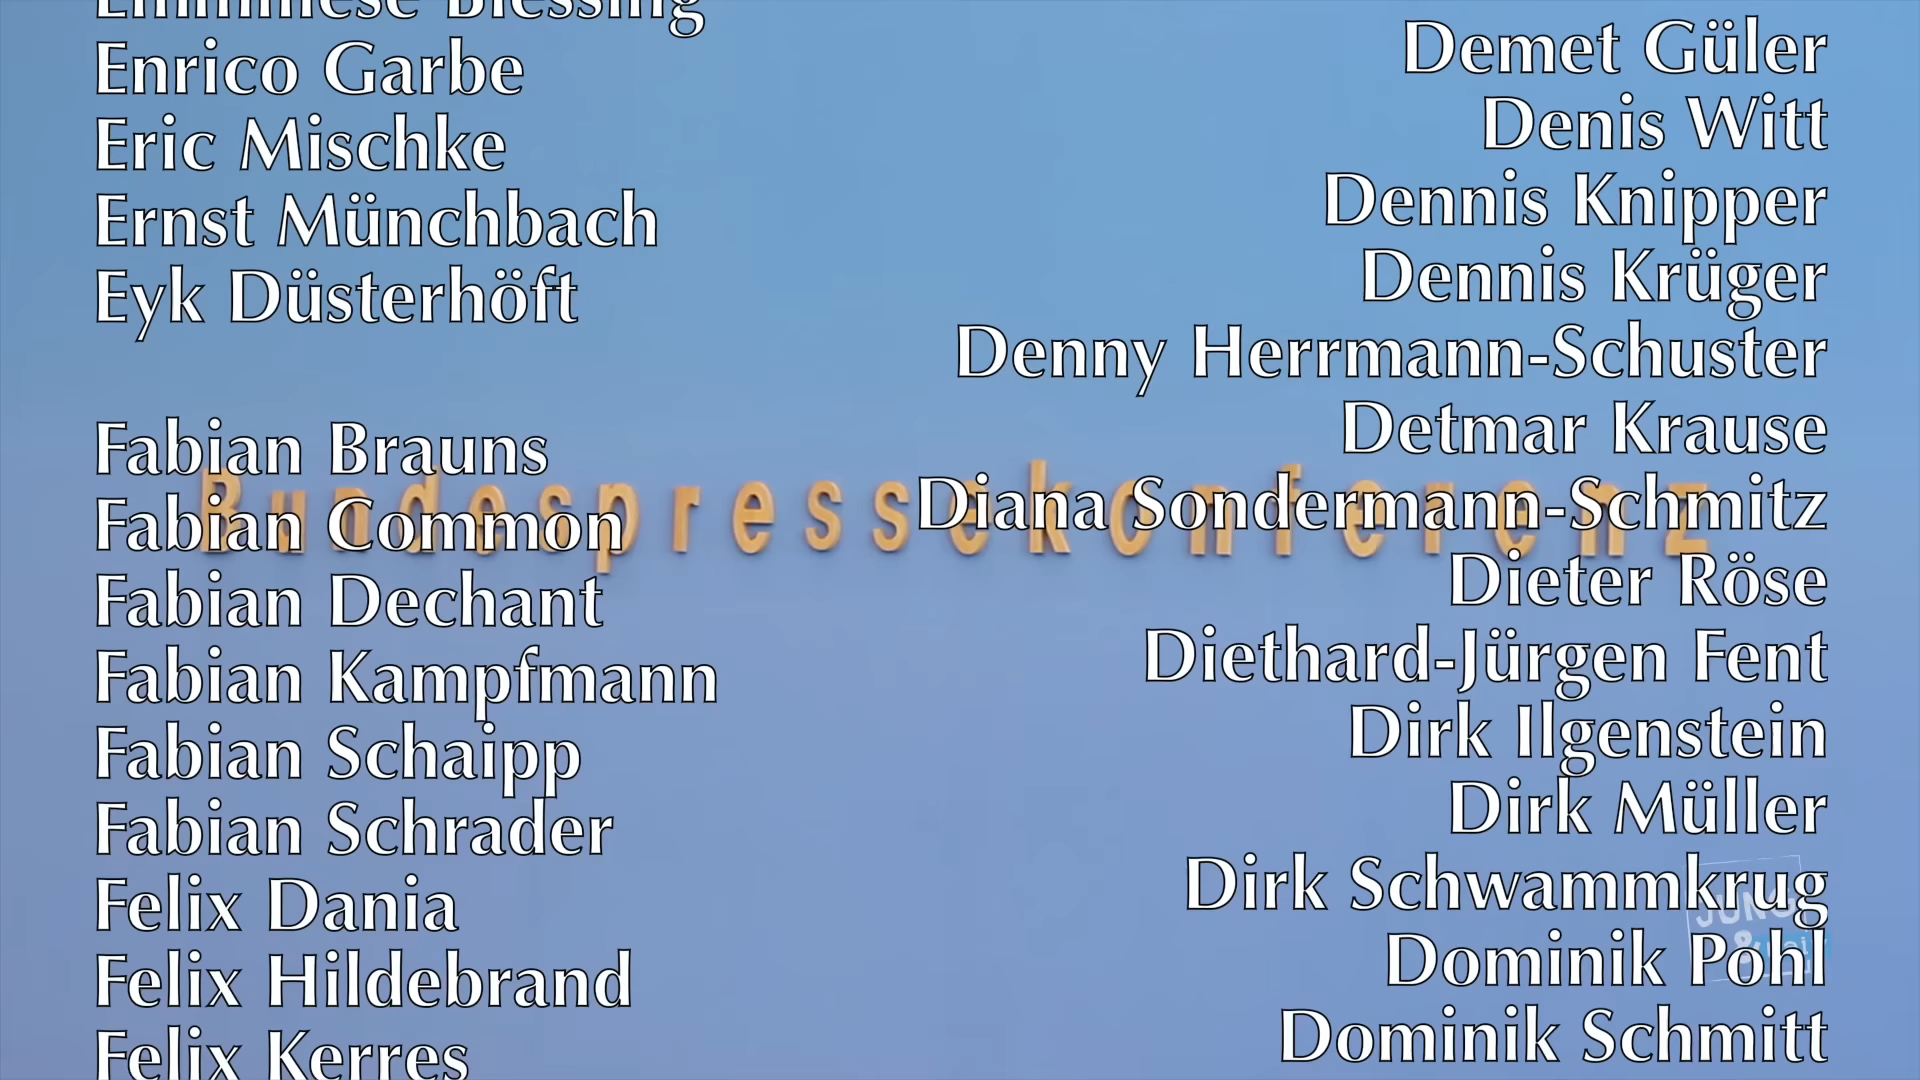 Blessing
Enrico Garbe
Eric Mischke
Ernst Münchbach
Eyk Düsterhöft
Fabian Brauns
Fabian Common
Fabian Dechant
Fabian Kampfmann
Fabian Schaipp
Fabian Schrader
Felix Dania
Felix Hildebrand
Felix Kerres
Demet Güler
Denis Witt
Dennis Knipper
Dennis Krüger
Denny Herrmann-Schuster
Detmar Krause
Diana Sondermann-Schmitz
Dieter Röse
Diethard-Jürgen Fent
Dirk Ilgenstein
Dirk Müller
Dirk Schwammkrug
Dominik Pohl
Dominik Schmitt
Bundespressekonferenz
JUNG
&